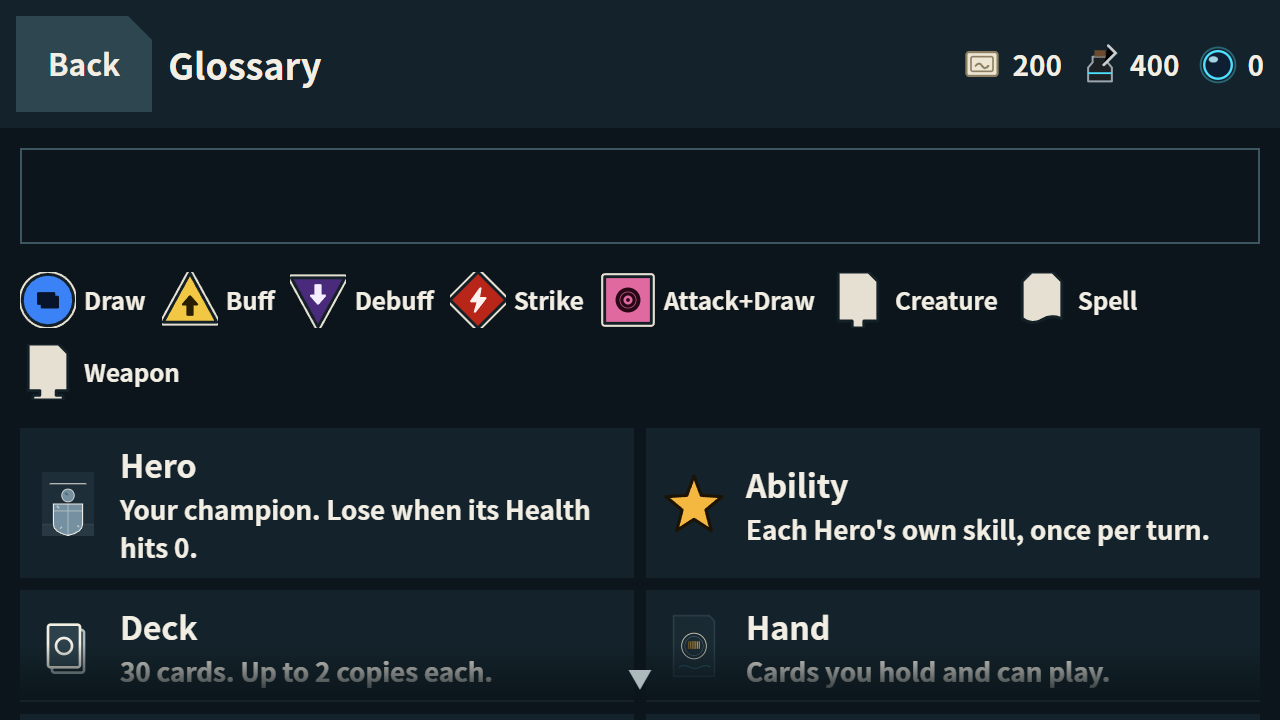 Back
Glossary
200
400
0
Draw
Buff
Debuff
Strike
Attack+Draw
Creature
Spell
Weapon
Hero
Your champion. Lose when its Health
hits 0.
Ability
Each Hero's own skill, once per turn.
Deck
30 cards. Up to 2 copies each.
Hand
Cards you hold and can play.